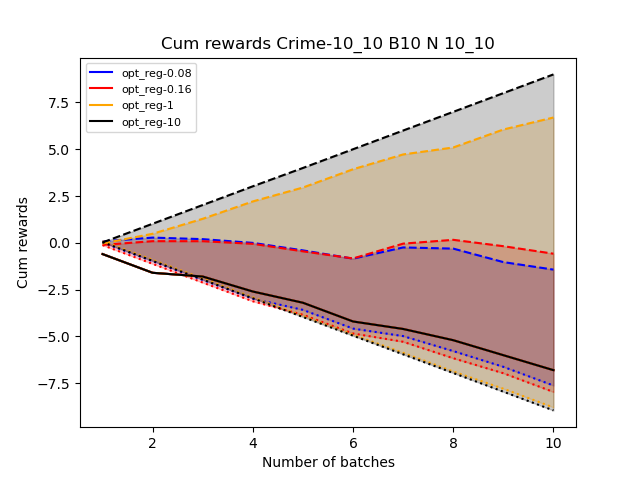 Cum rewards Crime-10_10 B10 N 10_10
opt_reg-0.08
opt_reg-0.16
opt_reg-1
opt_reg-10
Cum rewards
7.5
5.0
2.5
0.0
−2.5
−5.0
−7.5
2 4 6 8 10
Number of batches